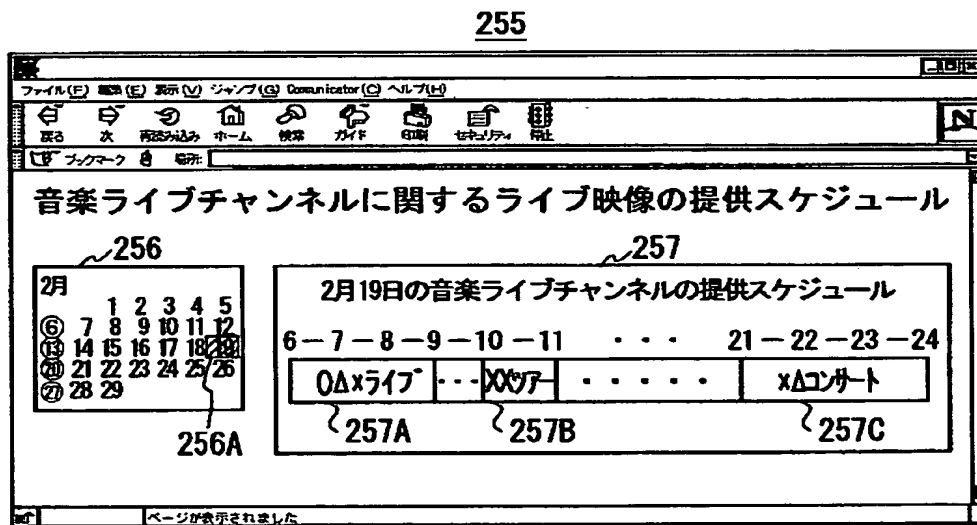 255
ファイル(F) 編集(E) 表示(V) ジャンプ(G) Communicator(C) ヘルプ(H)
戻る 次 再読み込み ホーム 検索 ガイド 印刷 セキュリティ 停止
N
ブックマーク 場所:
音楽ライブチャンネルに関するライブ映像の提供スケジュール
256
257
2月
1 2 3 4 5
⑥ 7 8 9 10 11 12
⑬ 14 15 16 17 18 19
⑳ 21 22 23 24 25 26
㉗ 28 29
256A
2月19日の音楽ライブチャンネルの提供スケジュール
6-7-8-9-10-11 ・・・ 21-22-23-24
O△×ライブ ・・・ XXツアー ・・・・・ ×△コンサート
257A 257B 257C
ページが表示されました